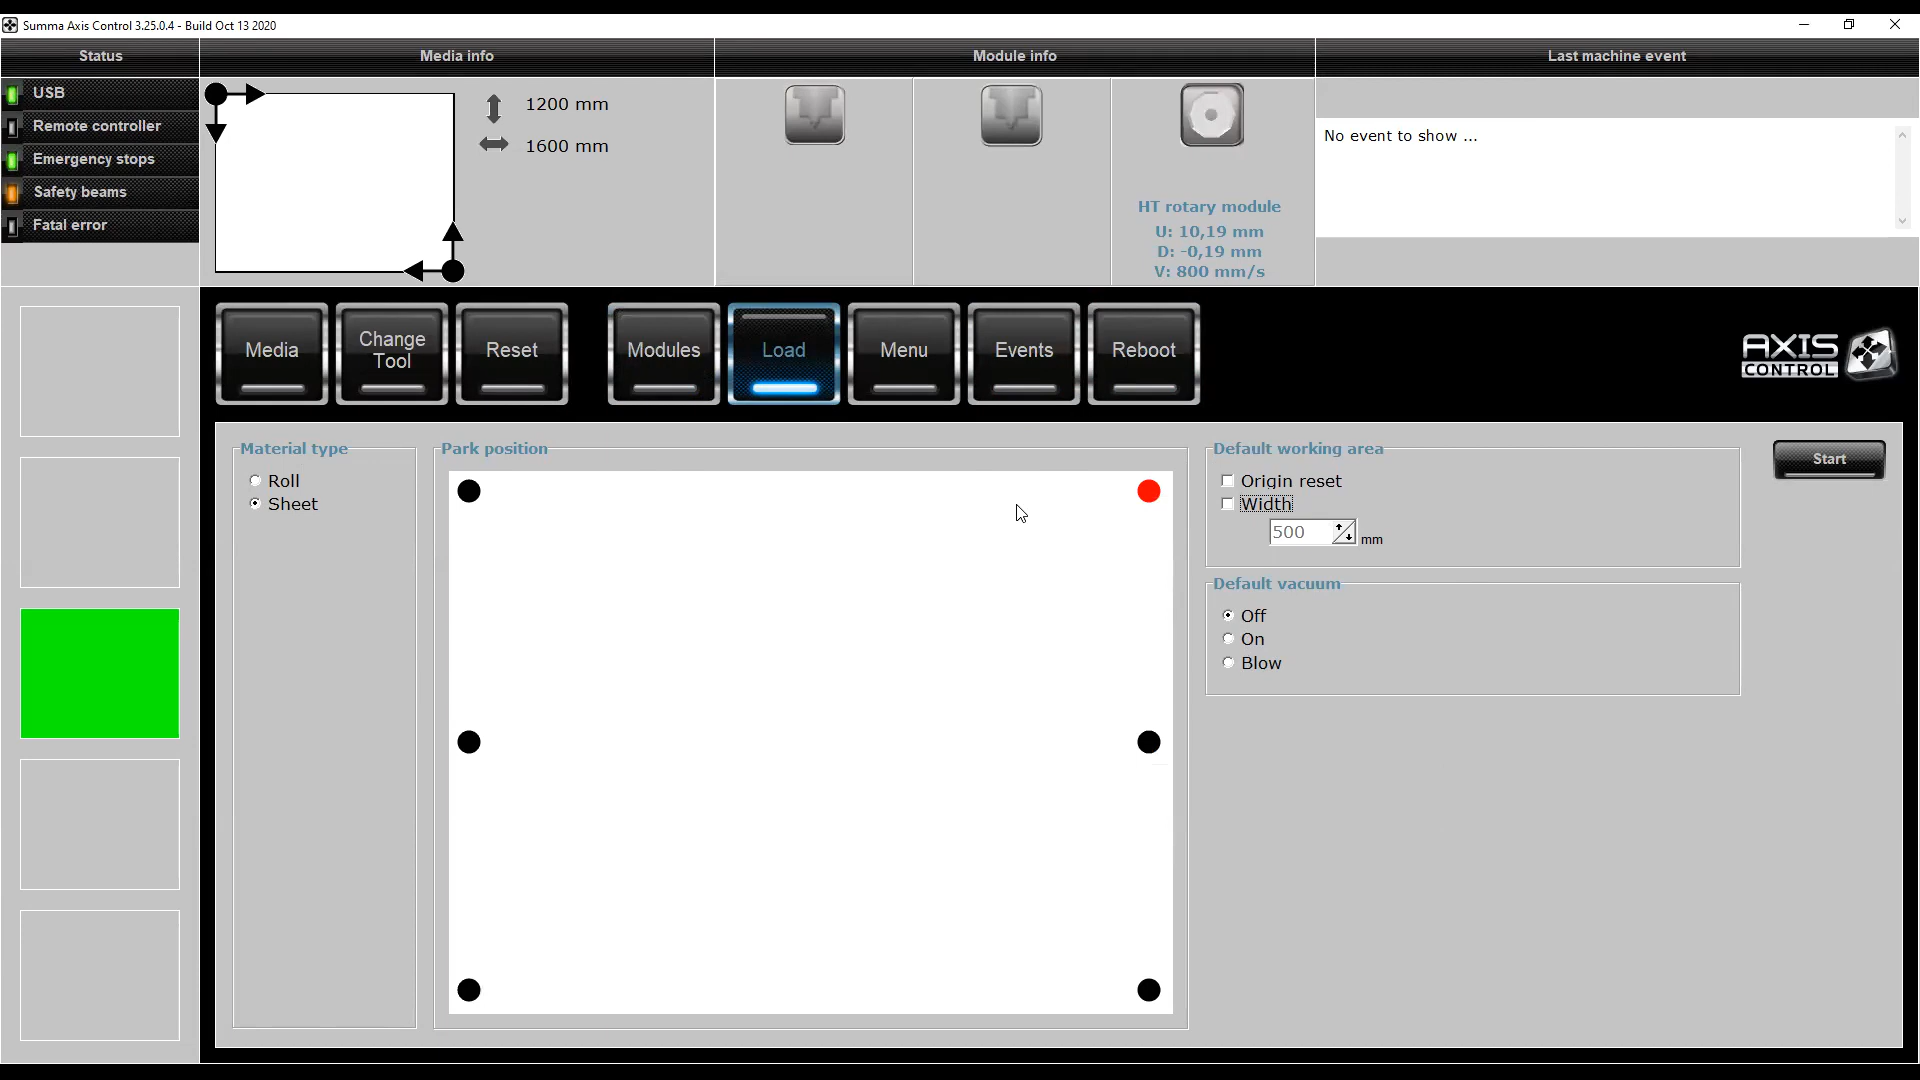 Summa Axis Control 3.25.0.4 - Build Oct 13 2020
Status
Media info
Module info
Last machine event
USB
Remote controller
Emergency stops
Safety beams
Fatal error
1200 mm
1600 mm
HT rotary module
U: 10,19 mm
D: -0,19 mm
V: 800 mm/s
No event to show ...
Media
Change
Tool
Reset
Modules
Load
Menu
Events
Reboot
AXIS
CONTROL
Material type
Roll
Sheet
Park position
Default working area
Origin reset
Width
500
mm
Default vacuum
Off
On
Blow
Start